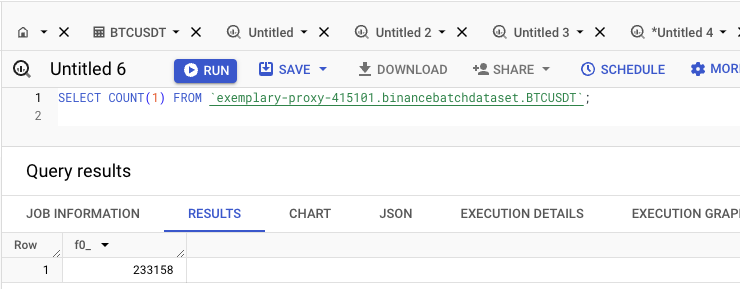 BTCUSDT Untitled Untitled 2 Untitled 3 *Untitled 4
Untitled 6 RUN SAVE DOWNLOAD SHARE SCHEDULE MOR
1 SELECT COUNT(1) FROM `exemplary-proxy-415101.binancebatchdataset.BTCUSDT`;
2
Query results
JOB INFORMATION RESULTS CHART JSON EXECUTION DETAILS EXECUTION GRAP
Row f0_
1 233158